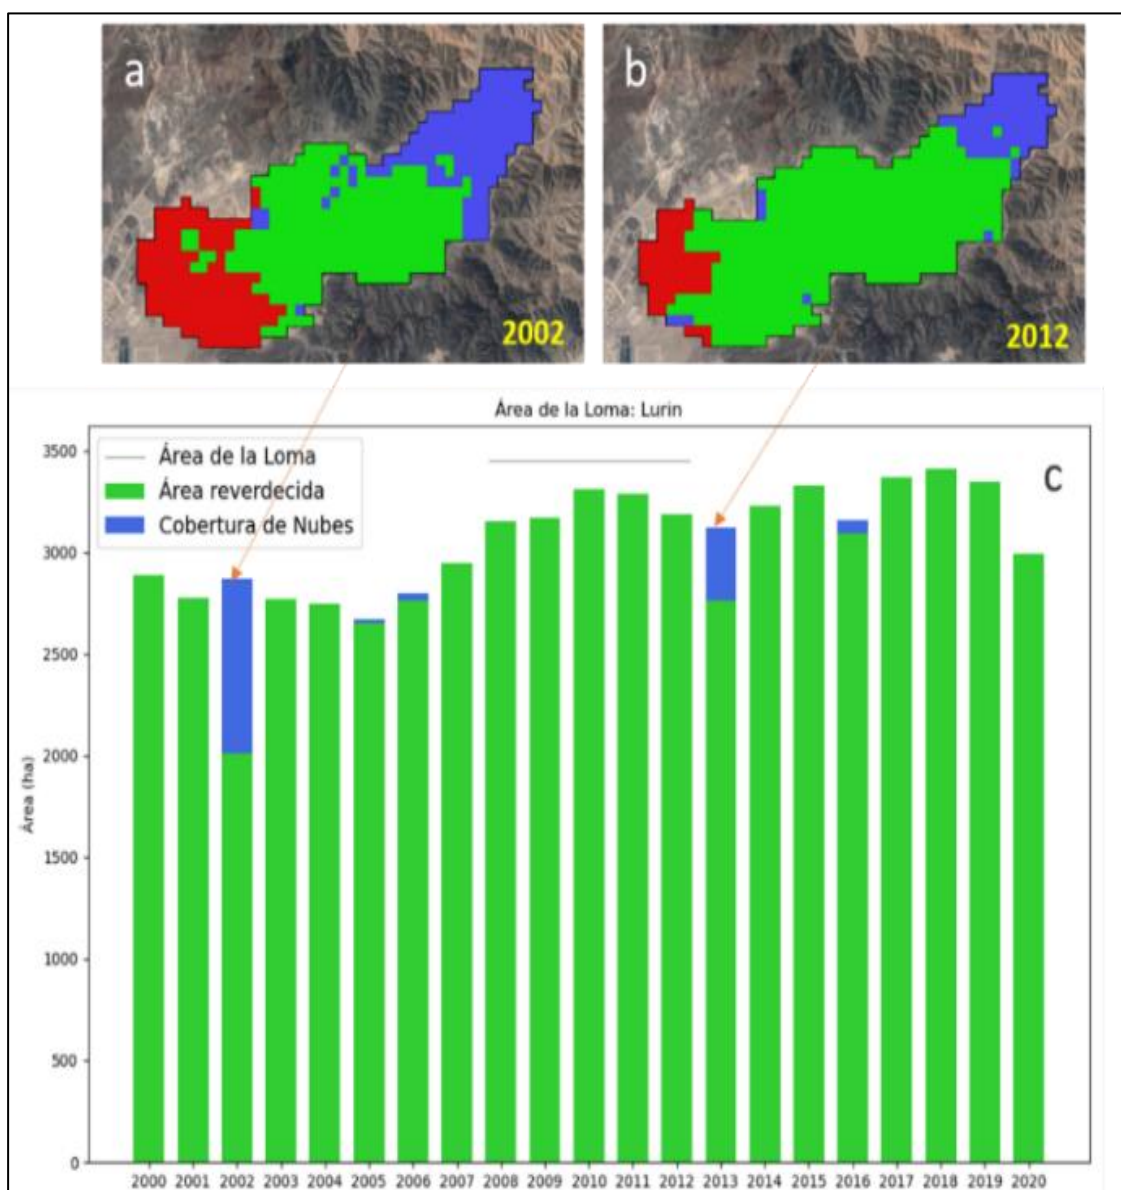 a
b
2002
2012
Área de la Loma: Lurin
Área de la Loma
Área reverdecida
Cobertura de Nubes
C
3500
3000
2500
2000
1500
1000
500
0
Área (ha)
2000 2001 2002 2003 2004 2005 2006 2007 2008 2009 2010 2011 2012 2013 2014 2015 2016 2017 2018 2019 2020